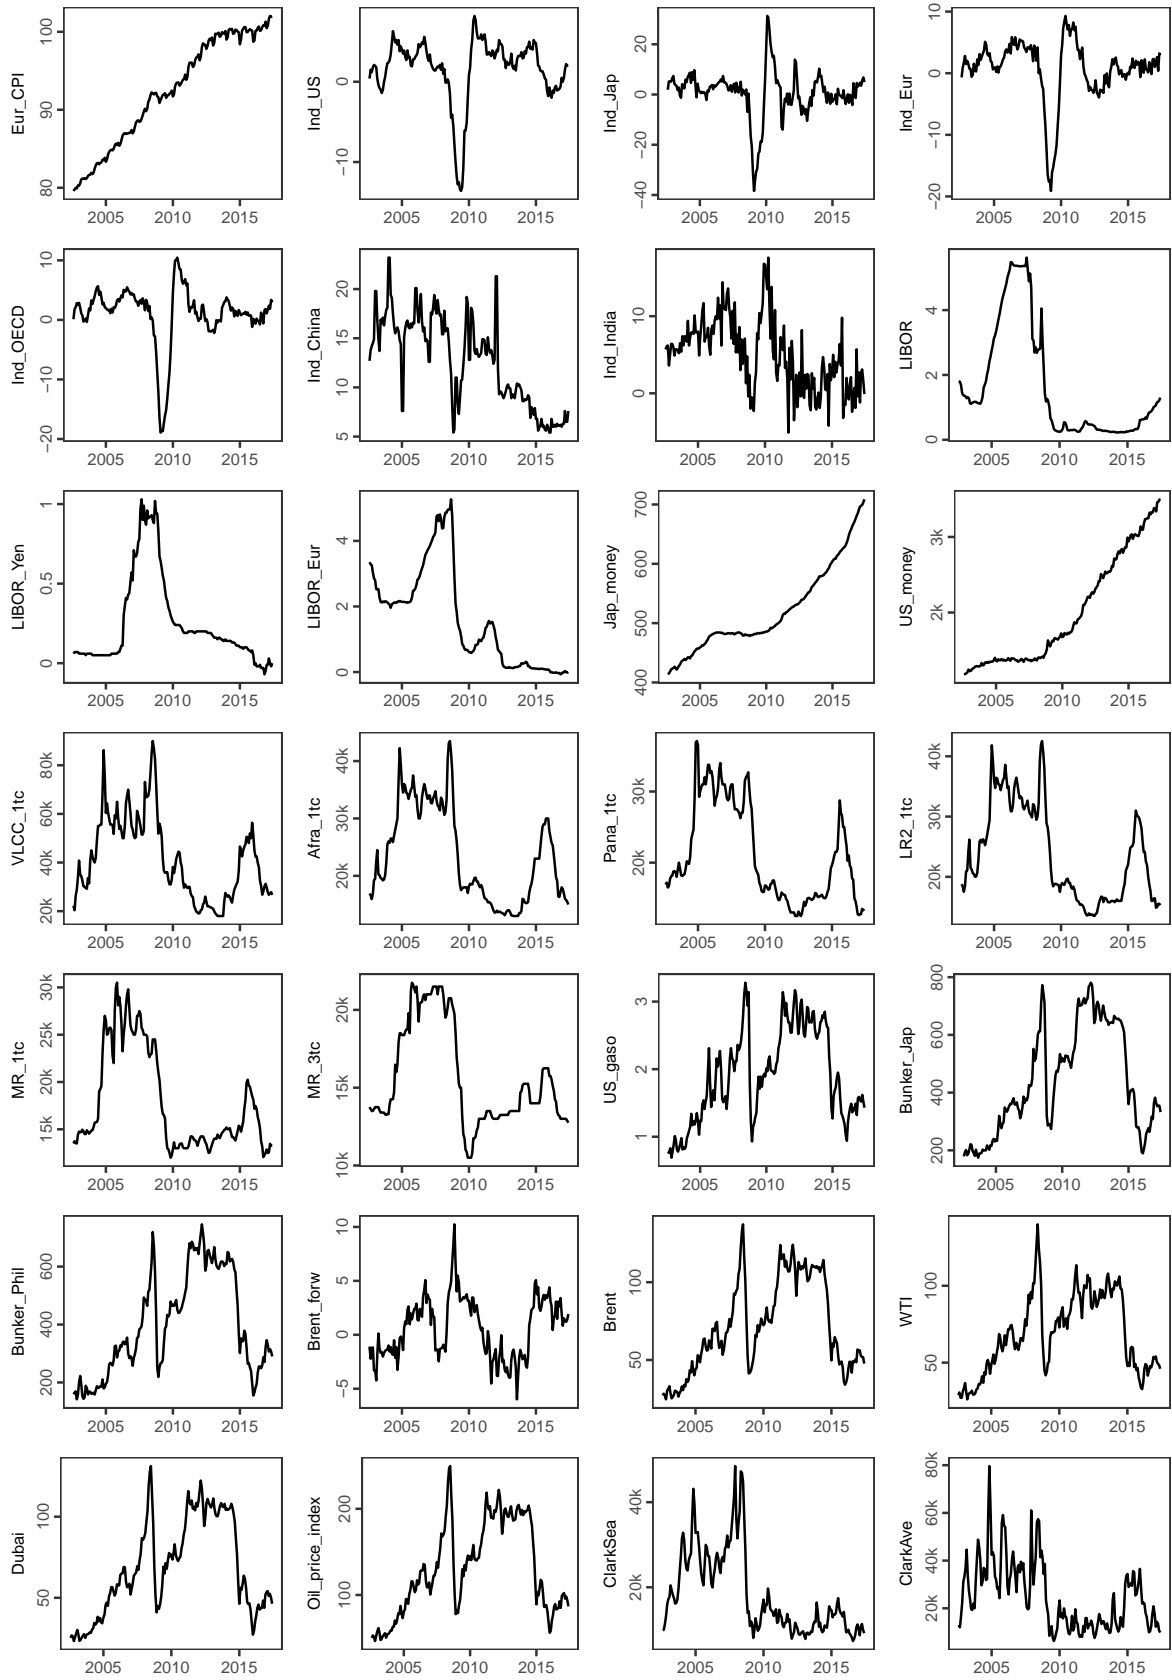 Eur_CPI
100
90
80
2005 2010 2015
Ind_US
0
−10
2005 2010 2015
Ind_Jap
20
0
−20
−40
2005 2010 2015
Ind_Eur
10
0
−10
−20
2005 2010 2015
Ind_OECD
10
0
−10
−20
2005 2010 2015
Ind_China
20
15
10
5
2005 2010 2015
Ind_India
10
0
2005 2010 2015
LIBOR
4
2
0
2005 2010 2015
LIBOR_Yen
1
0.5
0
2005 2010 2015
LIBOR_Eur
4
2
0
2005 2010 2015
Jap_money
700
600
500
400
2005 2010 2015
US_money
3k
2k
2005 2010 2015
VLCC_1tc
80k
60k
40k
20k
2005 2010 2015
Afra_1tc
40k
30k
20k
2005 2010 2015
Pana_1tc
30k
20k
2005 2010 2015
LR2_1tc
40k
30k
20k
2005 2010 2015
MR_1tc
30k
25k
20k
15k
2005 2010 2015
MR_3tc
20k
15k
10k
2005 2010 2015
US_gaso
3
2
1
2005 2010 2015
Bunker_Jap
800
600
400
200
2005 2010 2015
Bunker_Phil
600
400
200
2005 2010 2015
Brent_forw
10
5
0
−5
2005 2010 2015
Brent
100
50
2005 2010 2015
WTI
100
50
2005 2010 2015
Dubai
100
50
2005 2010 2015
Oil_price_index
200
100
2005 2010 2015
ClarkSea
40k
20k
2005 2010 2015
ClarkAve
80k
60k
40k
20k
2005 2010 2015